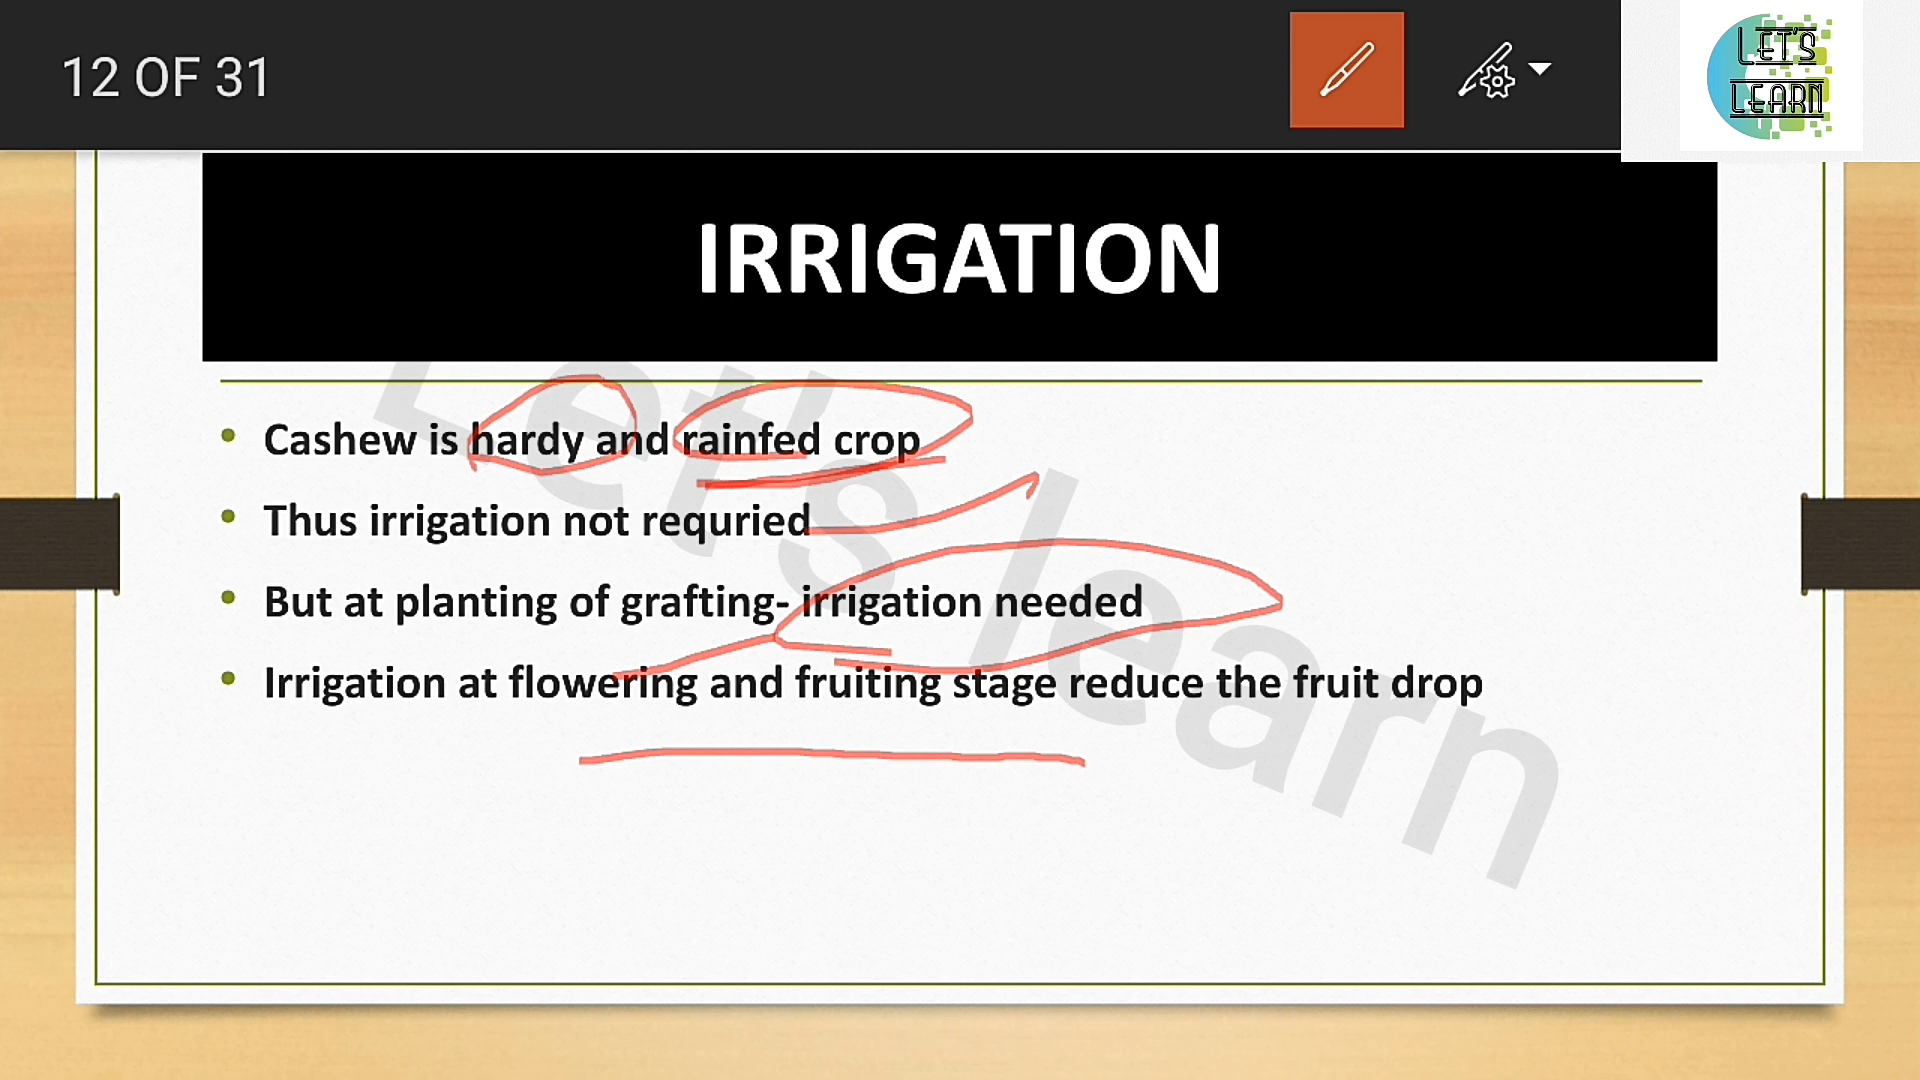 12 OF 31
LET'S
LEARN
IRRIGATION
• Cashew is hardy and rainfed crop
• Thus irrigation not requried
• But at planting of grafting- irrigation needed
• Irrigation at flowering and fruiting stage reduce the fruit drop
Let's learn